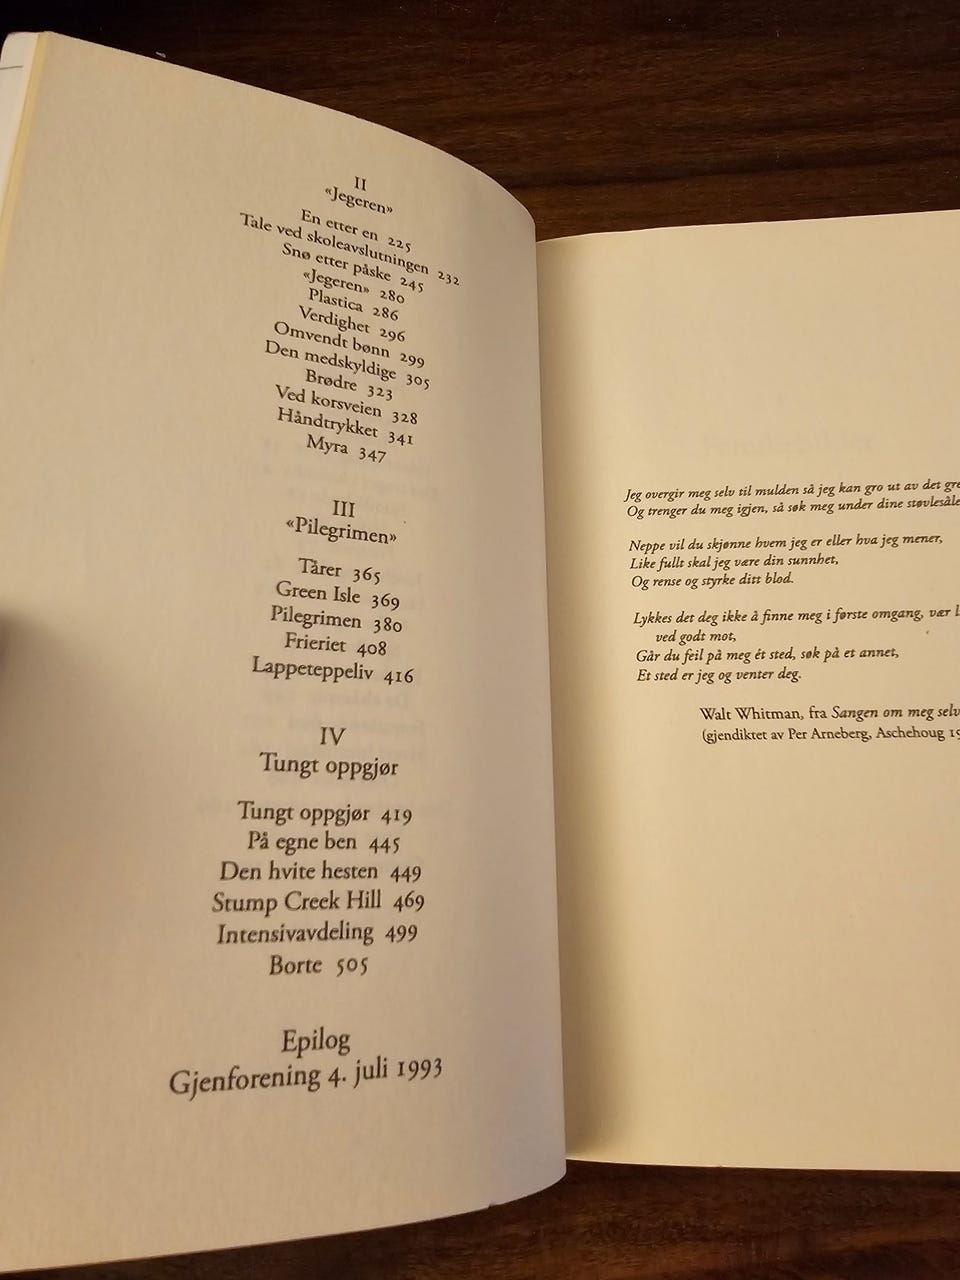 II
«Jegeren»
En etter en 225
Tale ved skoleavslutningen 232
Snø etter påske 245
«Jegeren» 280
Plastica 286
Verdighet 296
Omvendt bønn 299
Den medskyldige 305
Brødre 323
Ved korsveien 328
Håndtrykket 341
Myra 347
III
«Pilegrimen»
Tårer 365
Green Isle 369
Pilegrimen 380
Frieriet 408
Lappeteppeliv 416
IV
Tungt oppgjør
Tungt oppgjør 419
På egne ben 445
Den hvite hesten 449
Stump Creek Hill 469
Intensivavdeling 499
Borte 505
Epilog
Gjenforening 4. juli 1993
Jeg overgir meg selv til mulden så jeg kan gro ut av det
Og trenger du meg igjen, så søk meg under dine
Neppe vil du skjønne hvem jeg er eller hva jeg mener,
Like fullt skal jeg være din sunnhet,
Og rense og styrke ditt blod.
Lykkes det deg ikke å finne meg i første omgang, vær
ved godt mot,
Går du feil på meg ét sted, søk på et annet,
Et sted er jeg og venter deg.
Walt Whitman, fra Sangen om meg selv
(gjendiktet av Per Arneberg, Aschehoug